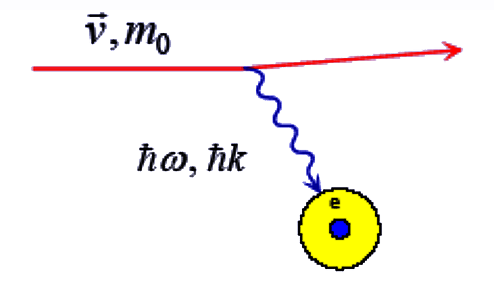 v⃗, m₀
ħω, ħk
e